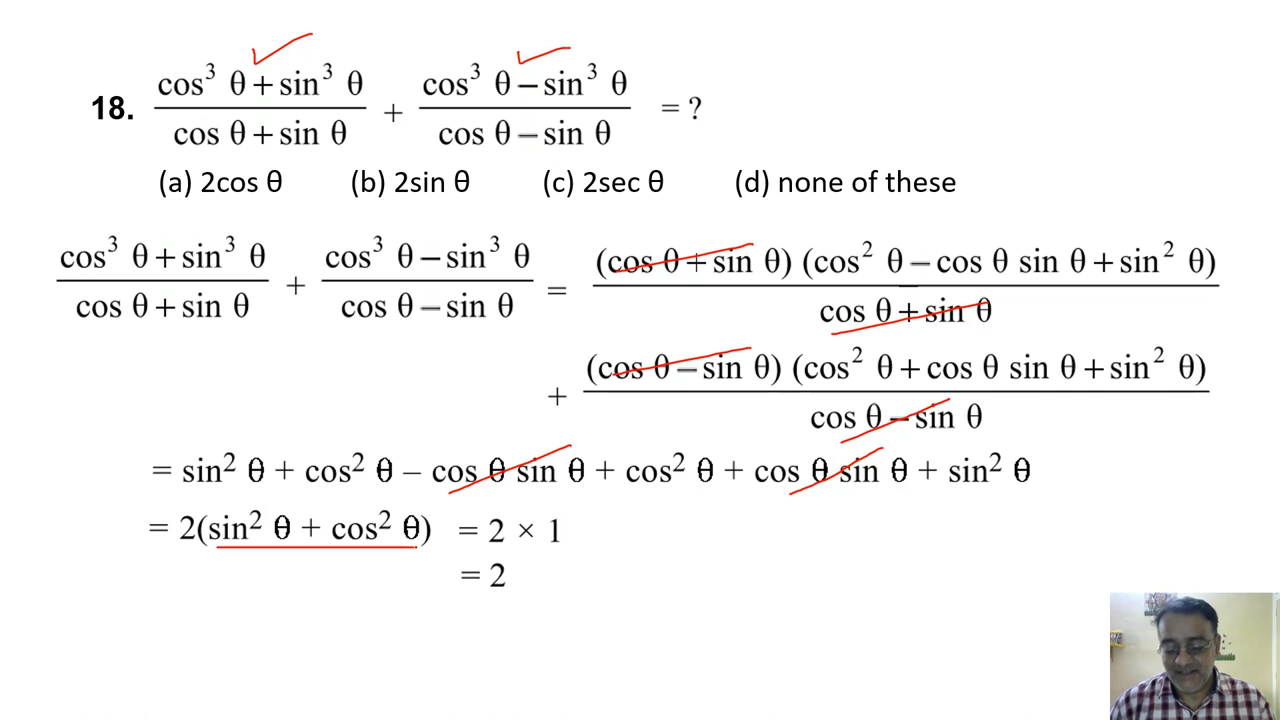 18. (cos³ θ + sin³ θ)/(cos θ + sin θ) + (cos³ θ – sin³ θ)/(cos θ – sin θ) = ?
(a) 2cos θ (b) 2sin θ (c) 2sec θ (d) none of these
(cos³ θ + sin³ θ)/(cos θ + sin θ) + (cos³ θ – sin³ θ)/(cos θ – sin θ) = (cos θ + sin θ) (cos² θ – cos θ sin θ + sin² θ)/(cos θ + sin θ)
+ (cos θ – sin θ) (cos² θ + cos θ sin θ + sin² θ)/(cos θ – sin θ)
= sin² θ + cos² θ – cos θ sin θ + cos² θ + cos θ sin θ + sin² θ
= 2(sin² θ + cos² θ) = 2 × 1
= 2